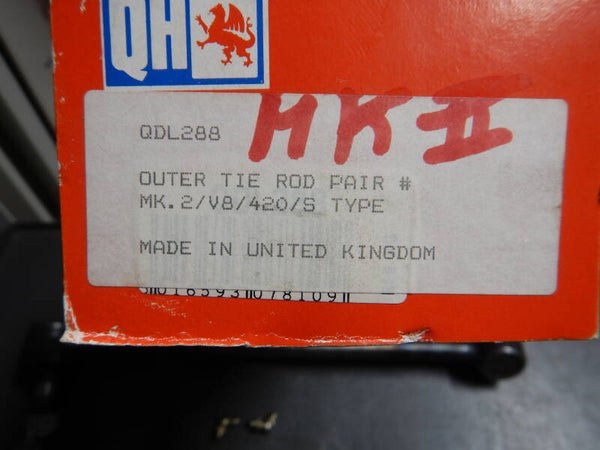 QH
MK II
QDL288
OUTER TIE ROD PAIR #
MK.2/V8/420/S TYPE
MADE IN UNITED KINGDOM